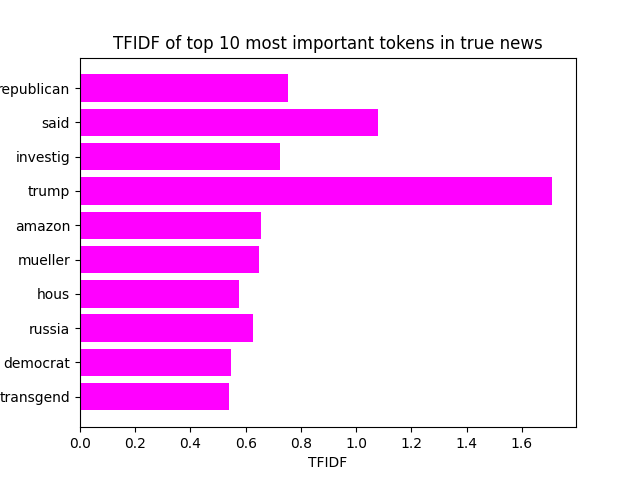 TFIDF of top 10 most important tokens in true news
republican
said
investig
trump
amazon
mueller
hous
russia
democrat
transgend
0.0 0.2 0.4 0.6 0.8 1.0 1.2 1.4 1.6
TFIDF